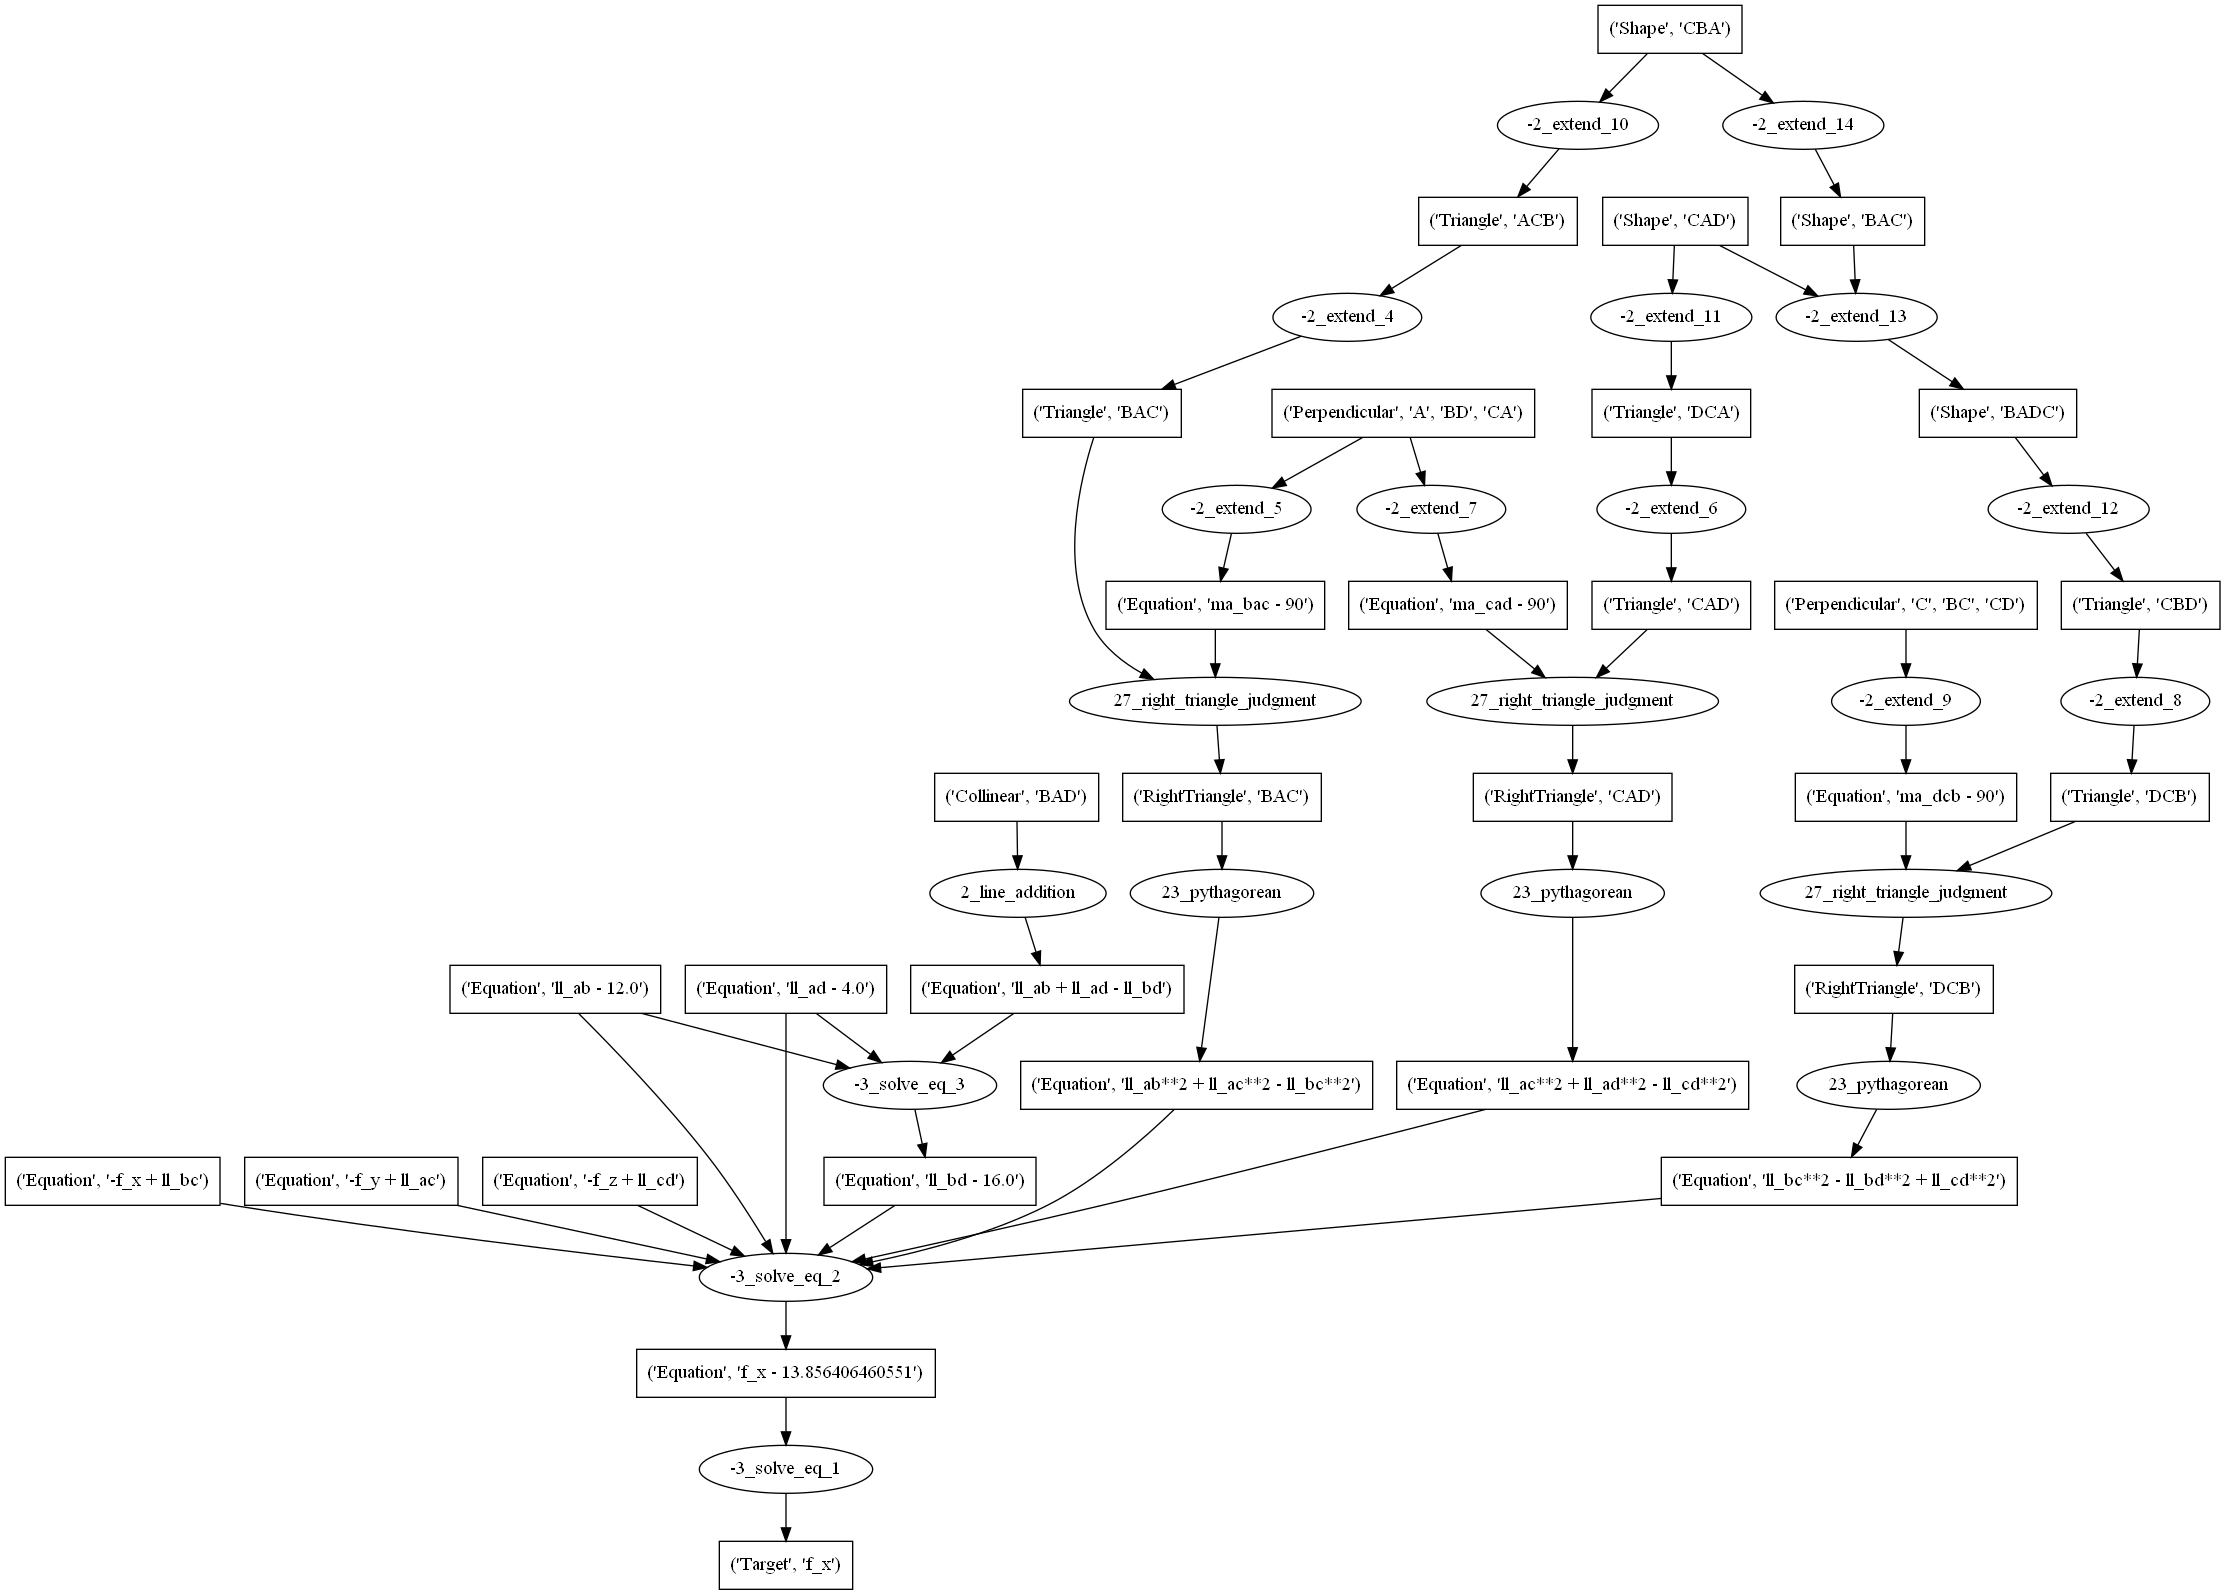 ('Shape', 'CBA')
-2_extend_10
-2_extend_14
('Triangle', 'ACB')
('Shape', 'CAD')
('Shape', 'BAC')
-2_extend_4
-2_extend_11
-2_extend_13
('Triangle', 'BAC')
('Perpendicular', 'A', 'BD', 'CA')
('Triangle', 'DCA')
('Shape', 'BADC')
-2_extend_5
-2_extend_7
-2_extend_6
-2_extend_12
('Equation', 'ma_bac - 90')
('Equation', 'ma_cad - 90')
('Triangle', 'CAD')
('Perpendicular', 'C', 'BC', 'CD')
('Triangle', 'CBD')
27_right_triangle_judgment
27_right_triangle_judgment
-2_extend_9
-2_extend_8
('Collinear', 'BAD')
('RightTriangle', 'BAC')
('RightTriangle', 'CAD')
('Equation', 'ma_dcb - 90')
('Triangle', 'DCB')
2_line_addition
23_pythagorean
23_pythagorean
27_right_triangle_judgment
('Equation', 'll_ab - 12.0')
('Equation', 'll_ad - 4.0')
('Equation', 'll_ab + ll_ad - ll_bd')
('RightTriangle', 'DCB')
-3_solve_eq_3
('Equation', 'll_ab**2 + ll_ac**2 - ll_bc**2')
('Equation', 'll_ac**2 + ll_ad**2 - ll_cd**2')
23_pythagorean
('Equation', '-f_x + ll_bc')
('Equation', '-f_y + ll_ac')
('Equation', '-f_z + ll_cd')
('Equation', 'll_bd - 16.0')
('Equation', 'll_bc**2 - ll_bd**2 + ll_cd**2')
-3_solve_eq_2
('Equation', 'f_x - 13.856406460551')
-3_solve_eq_1
('Target', 'f_x')